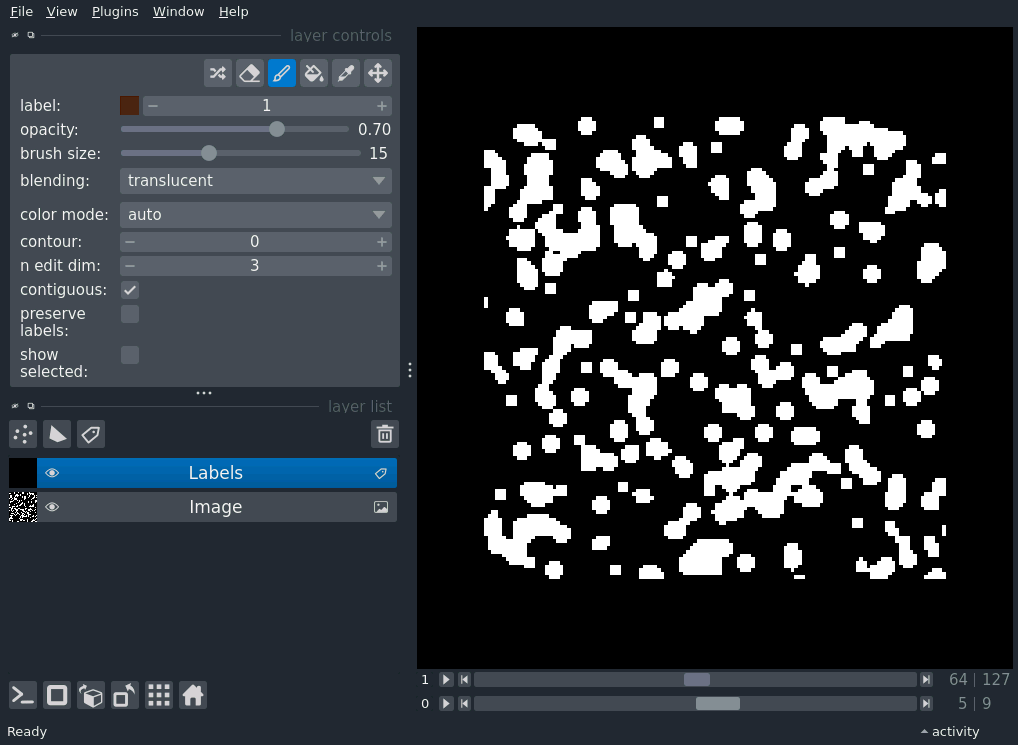 File View Plugins Window Help
layer controls
label: 1
opacity: 0.70
brush size: 15
blending: translucent
color mode: auto
contour: 0
n edit dim: 3
contiguous:
preserve
labels:
show
selected:
layer list
Labels
Image
1 64 127
0 5 9
Ready activity